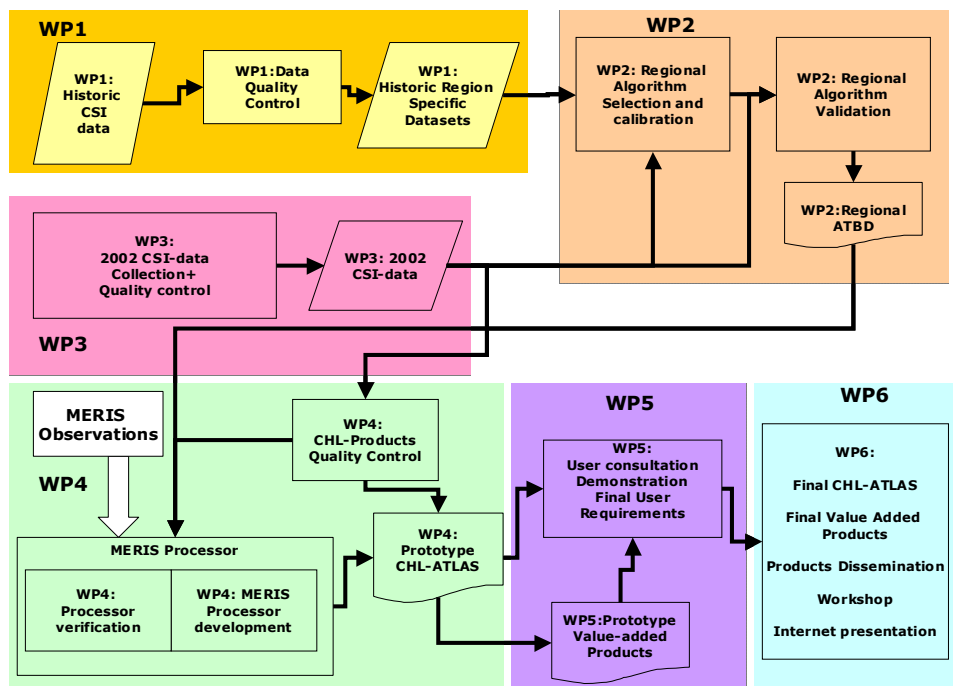 WP1
WP1:
Historic
CSI
data
WP1:Data
Quality
Control
WP1:
Historic Region
Specific
Datasets
WP2
WP2: Regional
Algorithm
Selection and
calibration
WP2: Regional
Algorithm
Validation
WP2:Regional
ATBD
WP3:
2002 CSI-data
Collection+
Quality control
WP3: 2002
CSI-data
WP3
MERIS
Observations
WP4
WP4:
CHL-Products
Quality Control
WP4:
Prototype
CHL-ATLAS
MERIS Processor
WP4:
Processor
verification
WP4: MERIS
Processor
development
WP5
WP5:
User consultation
Demonstration
Final User
Requirements
WP5:Prototype
Value-added
Products
WP6
WP6:
Final CHL-ATLAS
Final Value Added
Products
Products Dissemination
Workshop
Internet presentation